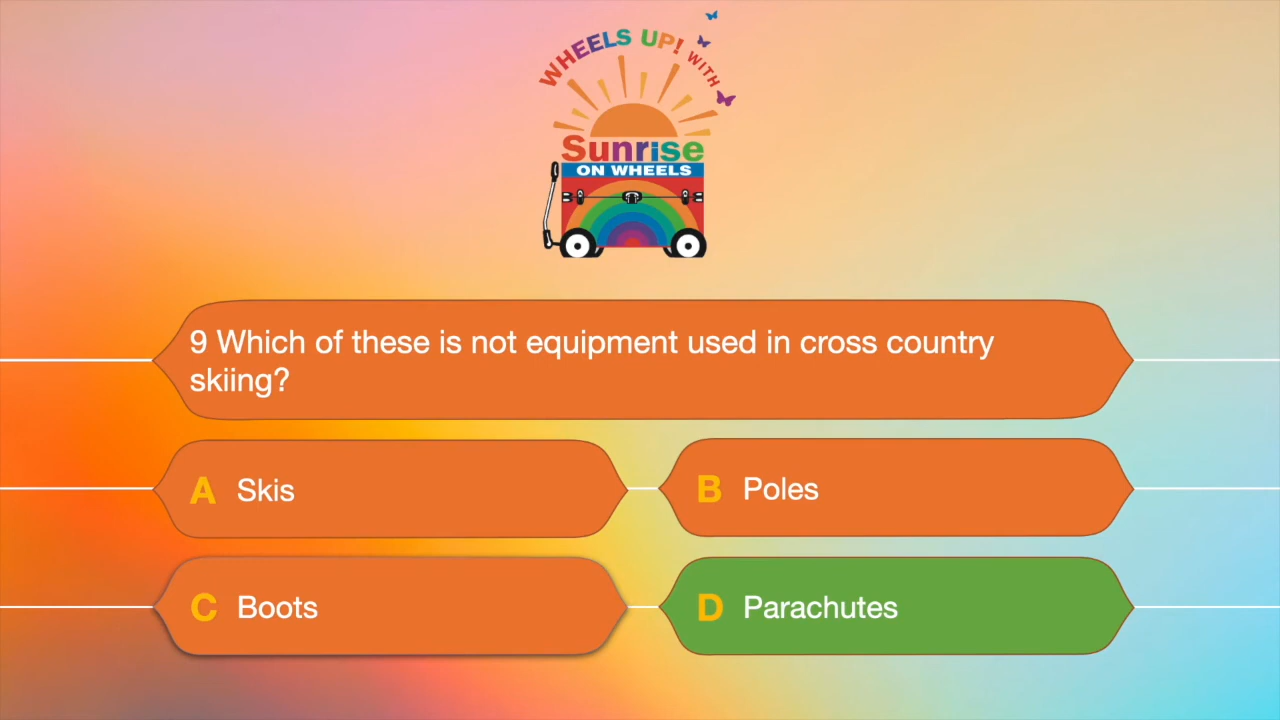 WHEELS UP! WITH
Sunrise
ON WHEELS
9 Which of these is not equipment used in cross country
skiing?
A Skis
B Poles
C Boots
D Parachutes